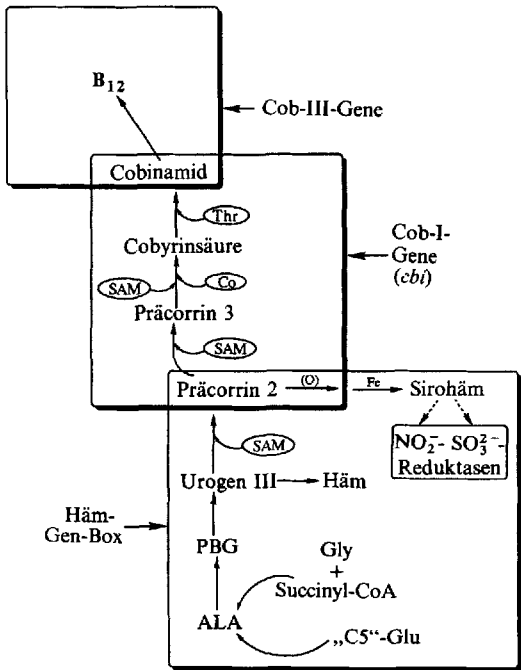 B12
Cob-III-Gene
Cobinamid
Thr
Cobyrinsäure
Cob-I-
Gene
(cbi)
SAM
Co
Präcorrin 3
SAM
Präcorrin 2
(O)
Fe
Sirohäm
SAM
NO2⁻- SO3²⁻-
Reduktasen
Urogen III
Häm
Häm-
Gen-Box
PBG
Gly
+
Succinyl-CoA
ALA
„C5“-Glu